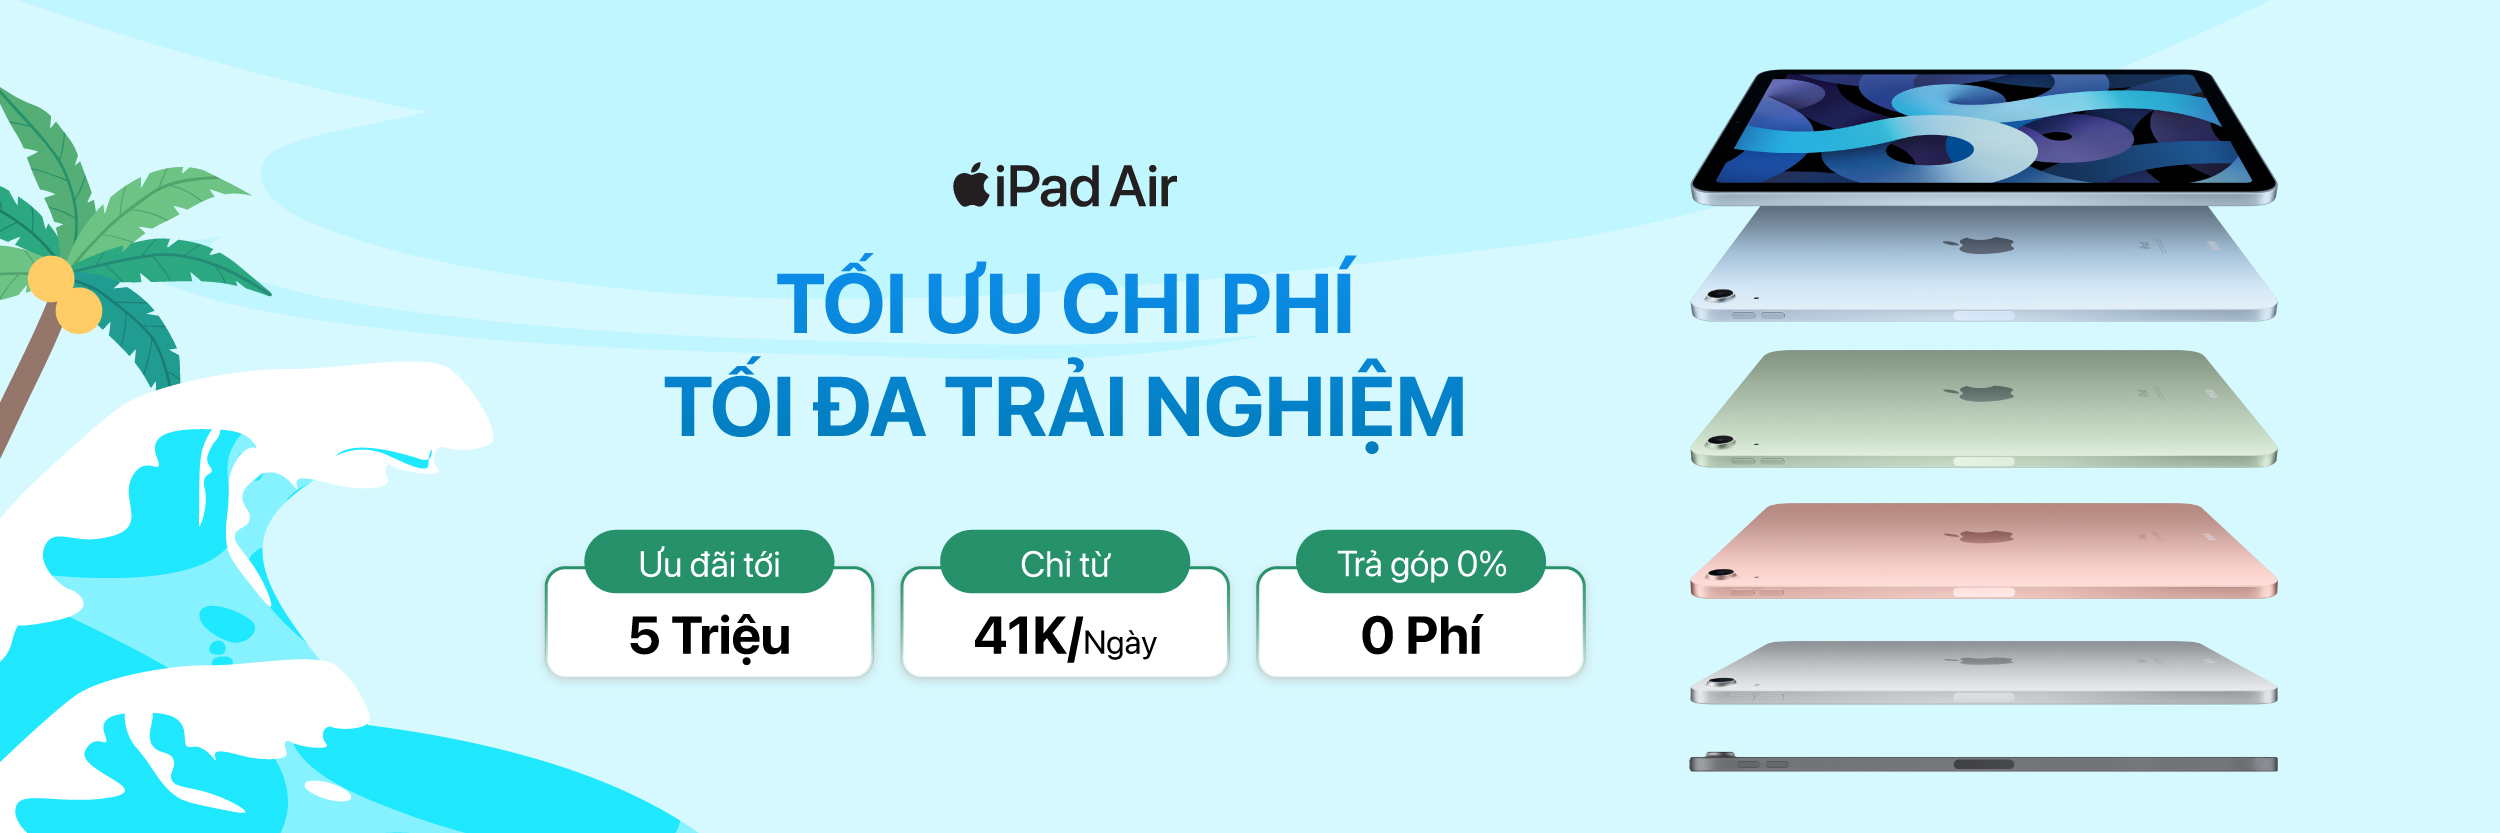 iPad Air
TỐI ƯU CHI PHÍ
TỐI ĐA TRẢI NGHIỆM
Ưu đãi tới
5 Triệu
Chỉ từ
41K/Ngày
Trả góp 0%
0 Phí